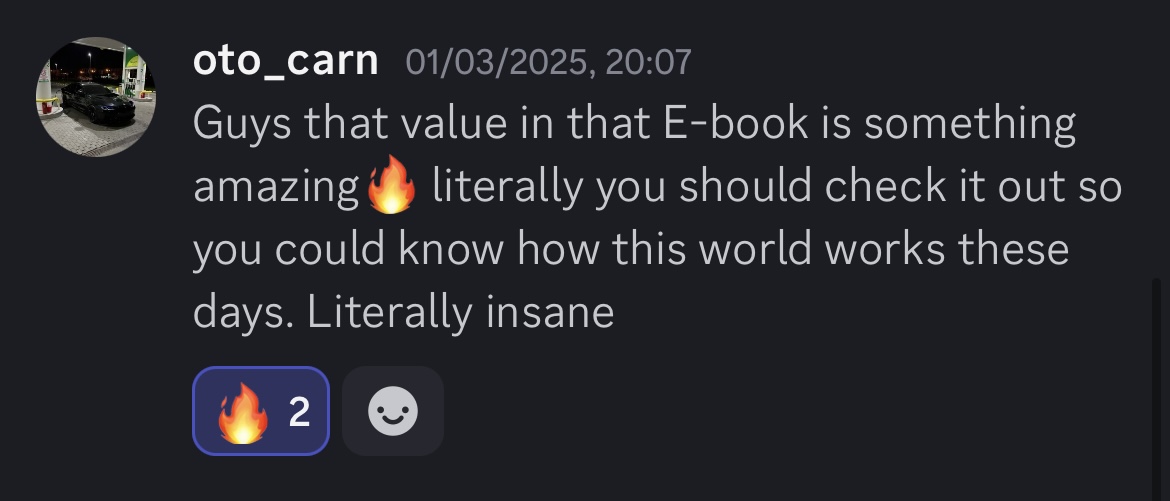 oto_carn 01/03/2025, 20:07
Guys that value in that E-book is something
amazing🔥 literally you should check it out so
you could know how this world works these
days. Literally insane
🔥 2